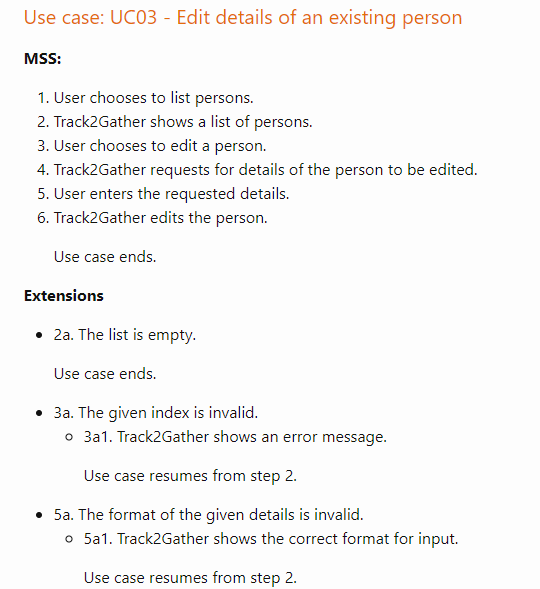 Use case: UC03 - Edit details of an existing person
MSS:
1. User chooses to list persons.
2. Track2Gather shows a list of persons.
3. User chooses to edit a person.
4. Track2Gather requests for details of the person to be edited.
5. User enters the requested details.
6. Track2Gather edits the person.
Use case ends.
Extensions
• 2a. The list is empty.
Use case ends.
• 3a. The given index is invalid.
○ 3a1. Track2Gather shows an error message.
Use case resumes from step 2.
• 5a. The format of the given details is invalid.
○ 5a1. Track2Gather shows the correct format for input.
Use case resumes from step 2.